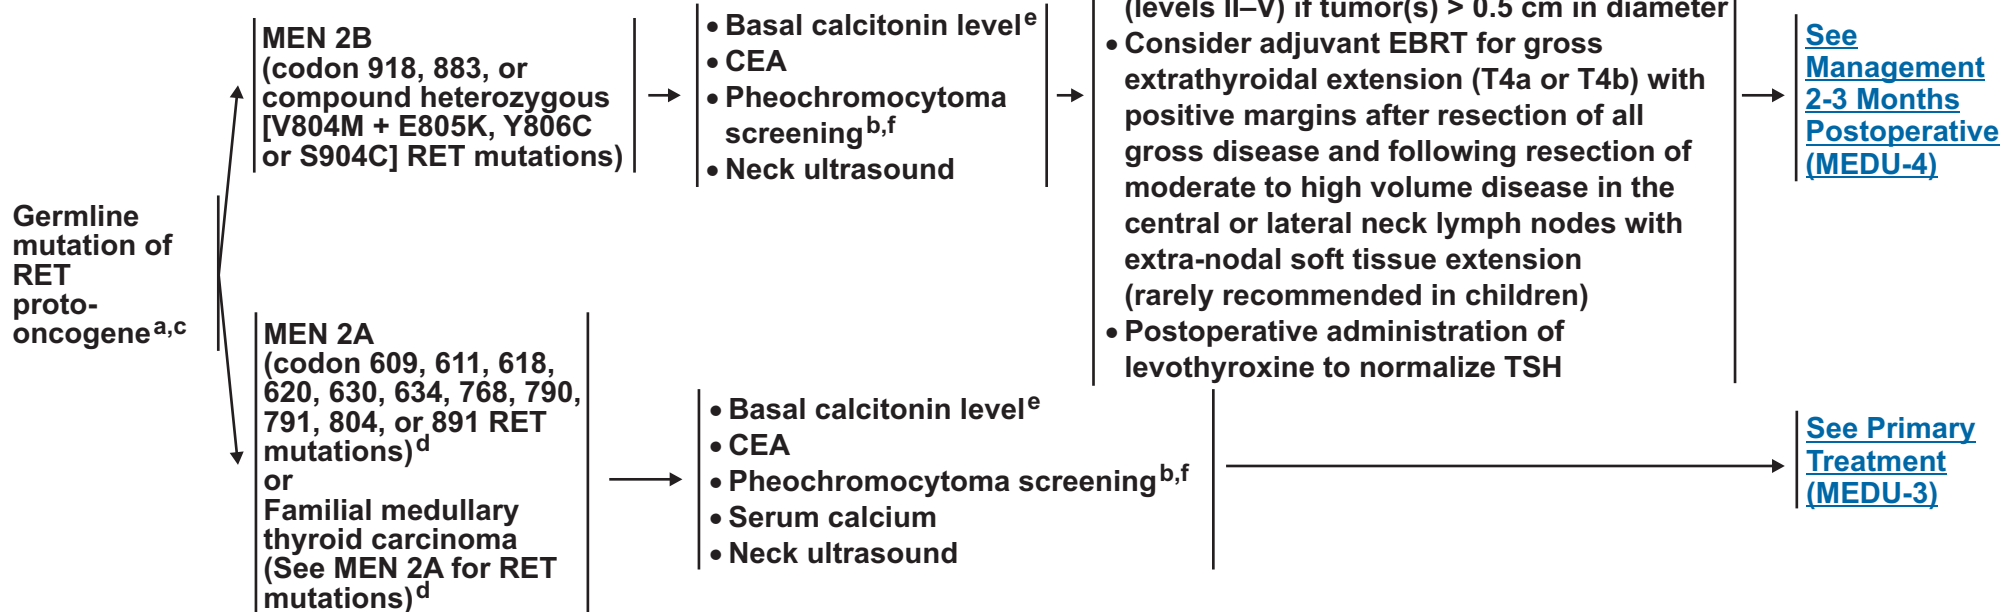 Germline
mutation of
RET
proto-
oncogene a,c
MEN 2B
(codon 918, 883, or
compound heterozygous
[V804M + E805K, Y806C
or S904C] RET mutations)
• Basal calcitonin level e
• CEA
• Pheochromocytoma
screening b,f
• Neck ultrasound
(levels II–V) if tumor(s) > 0.5 cm in diameter
• Consider adjuvant EBRT for gross
extrathyroidal extension (T4a or T4b) with
positive margins after resection of all
gross disease and following resection of
moderate to high volume disease in the
central or lateral neck lymph nodes with
extra-nodal soft tissue extension
(rarely recommended in children)
• Postoperative administration of
levothyroxine to normalize TSH
See
Management
2-3 Months
Postoperative
(MEDU-4)
MEN 2A
(codon 609, 611, 618,
620, 630, 634, 768, 790,
791, 804, or 891 RET
mutations) d
or
Familial medullary
thyroid carcinoma
(See MEN 2A for RET
mutations) d
• Basal calcitonin level e
• CEA
• Pheochromocytoma screening b,f
• Serum calcium
• Neck ultrasound
See Primary
Treatment
(MEDU-3)